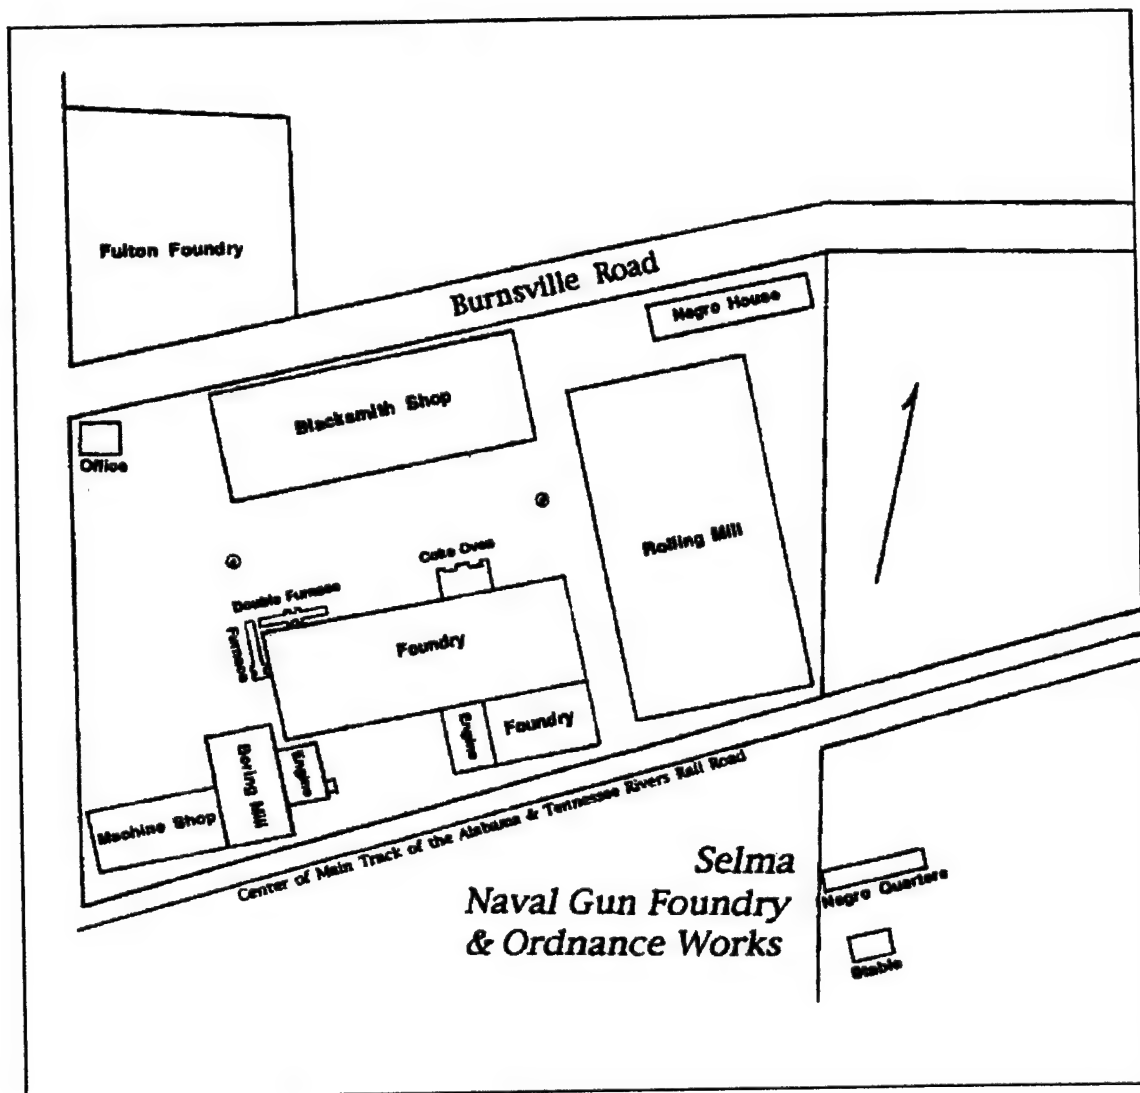 Fulton Foundry
Burnsville Road
Negro House
Blacksmith Shop
Office
Rolling Mill
Coke Oven
Double Furnace
Furnace
Foundry
Engine
Foundry
Boring Mill
Engine
Machine Shop
Center of Main Track of the Alabama & Tennessee Rivers Rail Road
Selma
Naval Gun Foundry
& Ordnance Works
Negro Quarters
Stable